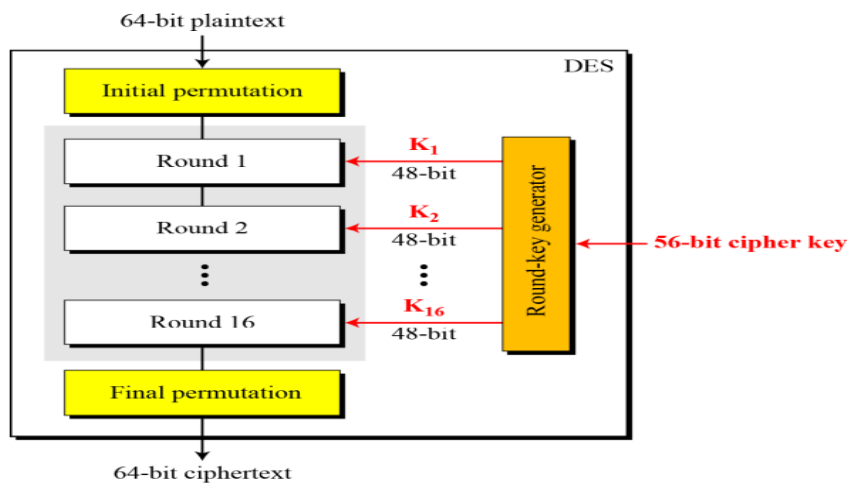 64-bit plaintext
DES
Initial permutation
Round 1
K1
48-bit
Round 2
K2
48-bit
Round-key generator
56-bit cipher key
Round 16
K16
48-bit
Final permutation
64-bit ciphertext